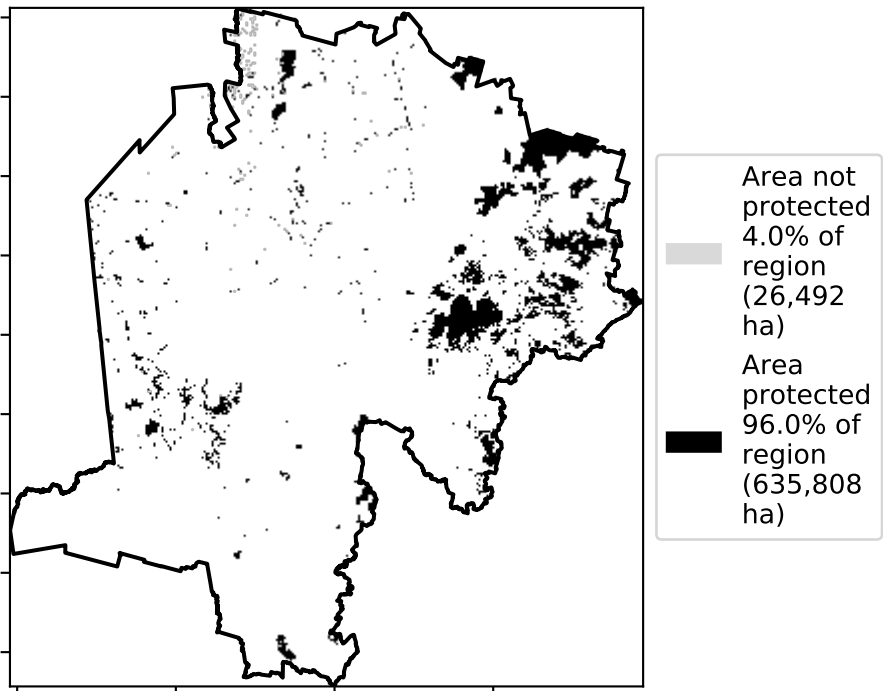 Area not
protected
4.0% of
region
(26,492
ha)
Area
protected
96.0% of
region
(635,808
ha)